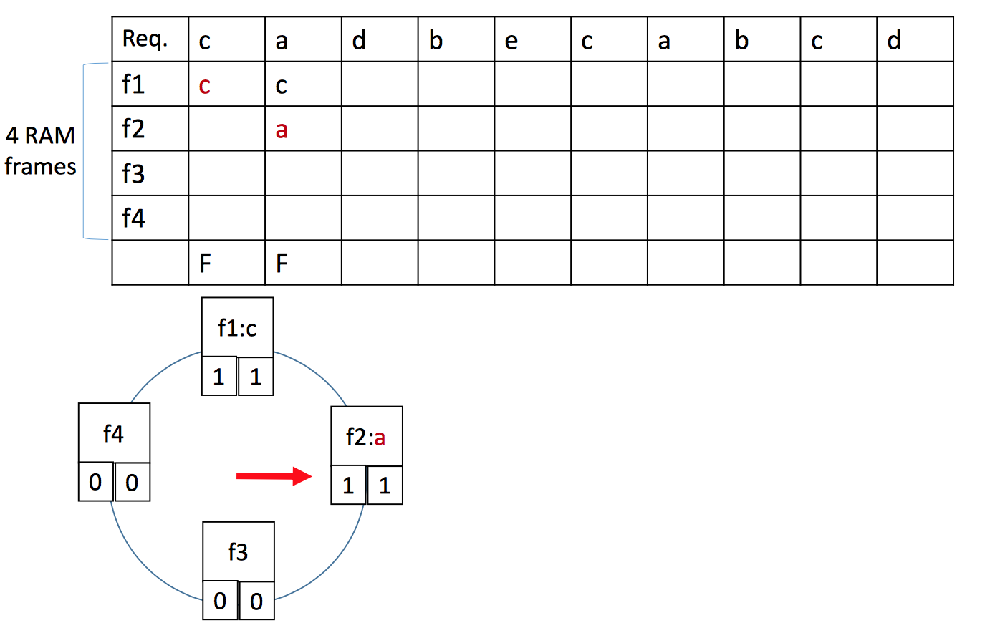 Req. c a d b e c a b c d
f1 c c
4 RAM
frames
f2 a
f3
f4
F F
f1:c
1 1
f4
0 0
f2:a
1 1
f3
0 0